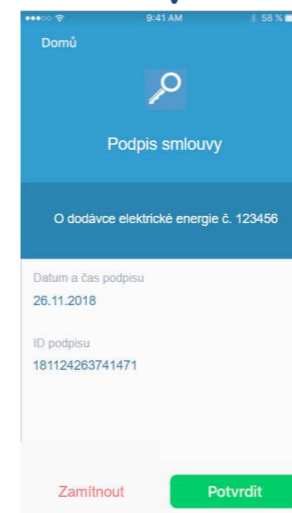 9:41 AM
58 %
Domů
Podpis smlouvy
O dodávce elektrické energie č. 123456
Datum a čas podpisu
26.11.2018
ID podpisu
181124263741471
Zamítnout Potvrdit